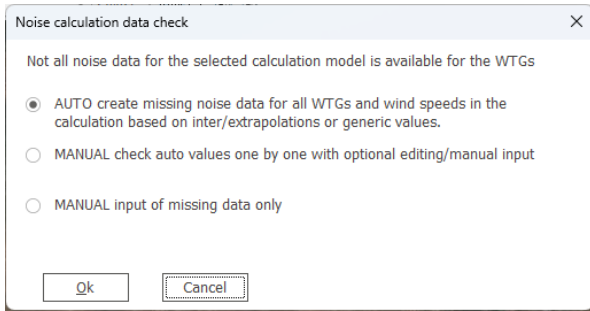 Noise calculation data check
Not all noise data for the selected calculation model is available for the WTGs
AUTO create missing noise data for all WTGs and wind speeds in the
calculation based on inter/extrapolations or generic values.
MANUAL check auto values one by one with optional editing/manual input
MANUAL input of missing data only
Ok
Cancel